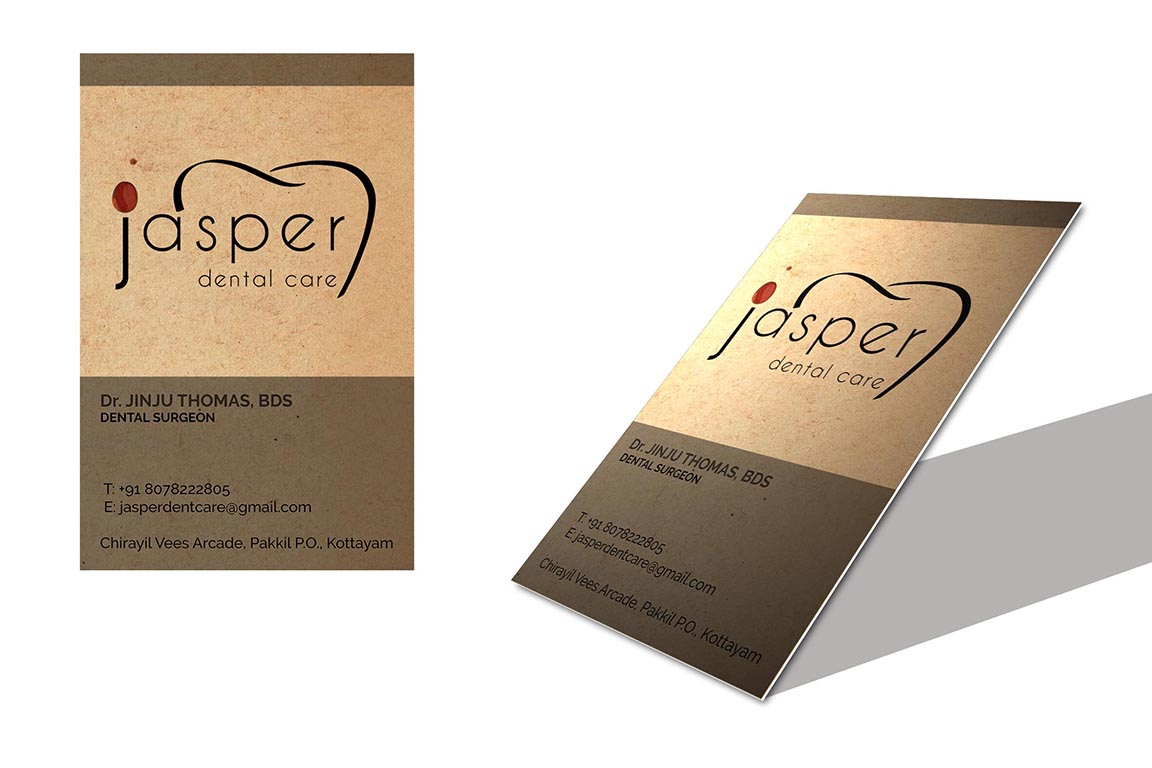 jasper
dental care
Dr. JINJU THOMAS, BDS
DENTAL SURGEON
T: +91 8078222805
E: jasperdentcare@gmail.com
Chirayil Vees Arcade, Pakkil P.O., Kottayam
jasper
dental care
Dr. JINJU THOMAS, BDS
DENTAL SURGEON
T: +91 8078222805
E: jasperdentcare@gmail.com
Chirayil Vees Arcade, Pakkil P.O., Kottayam